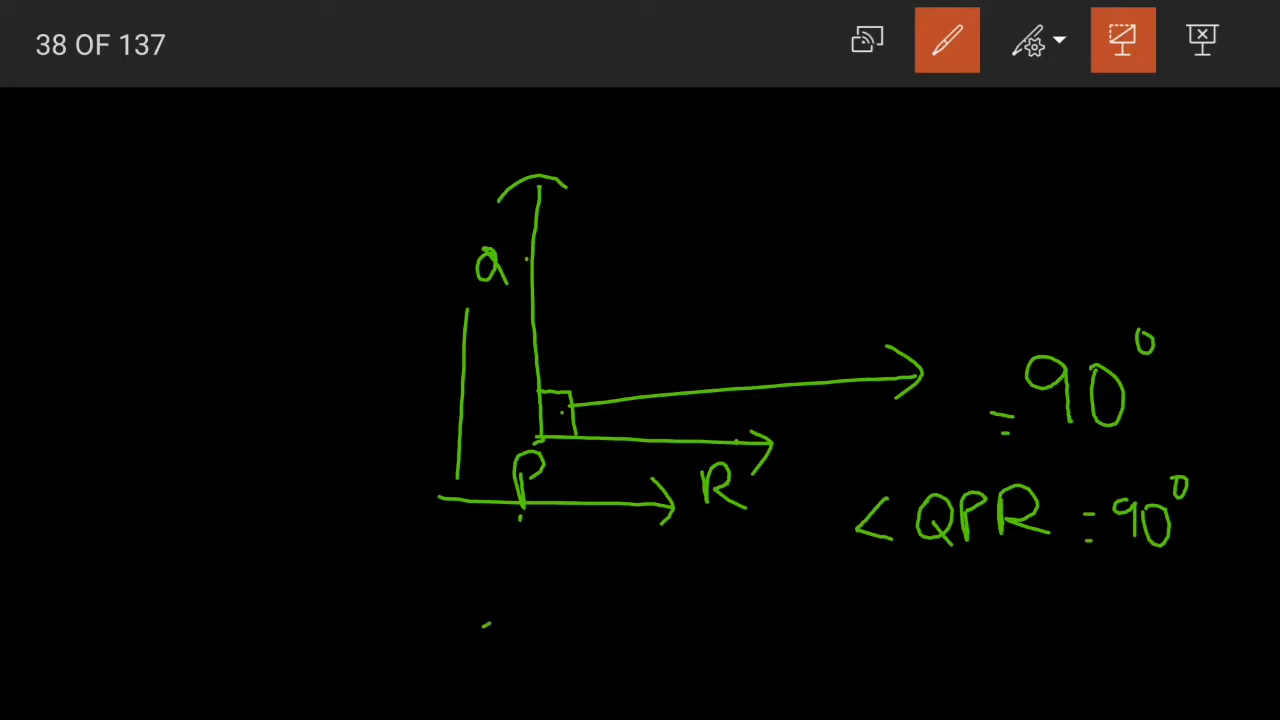 38 OF 137
Q
= 90°
P
R
<QPR = 90°